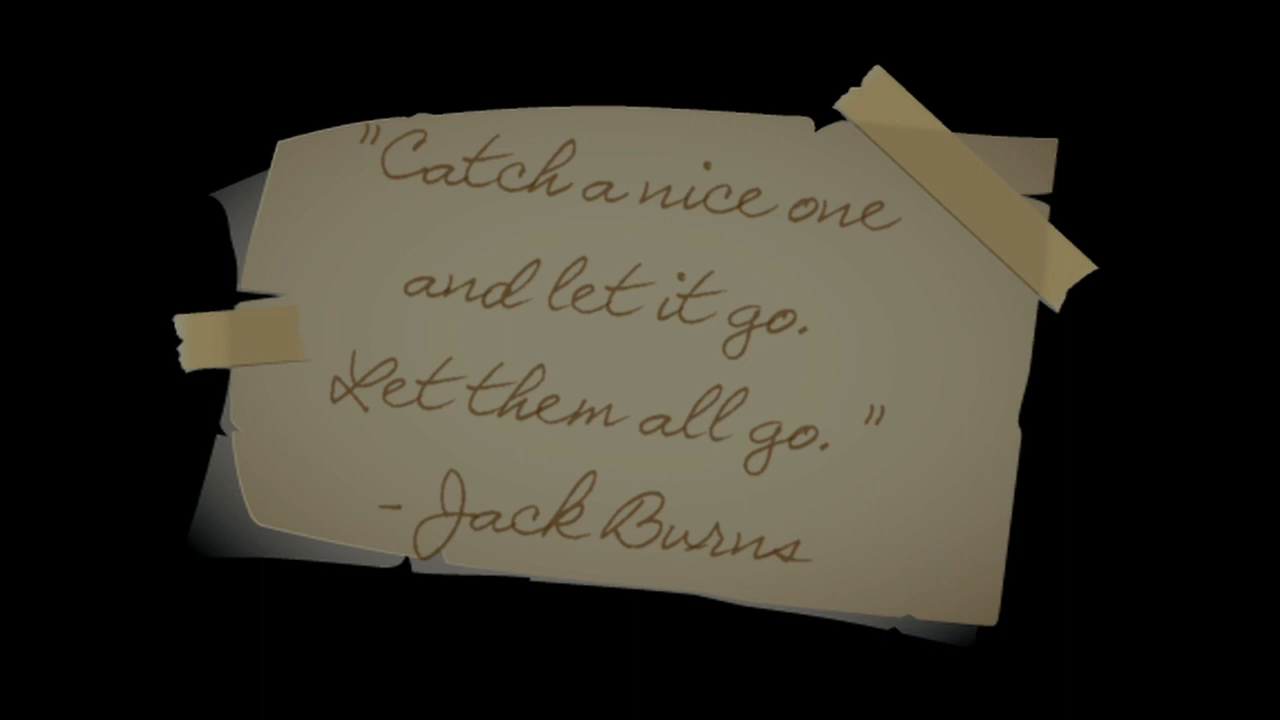 "Catch a nice one
and let it go.
Let them all go. "
- Jack Burns